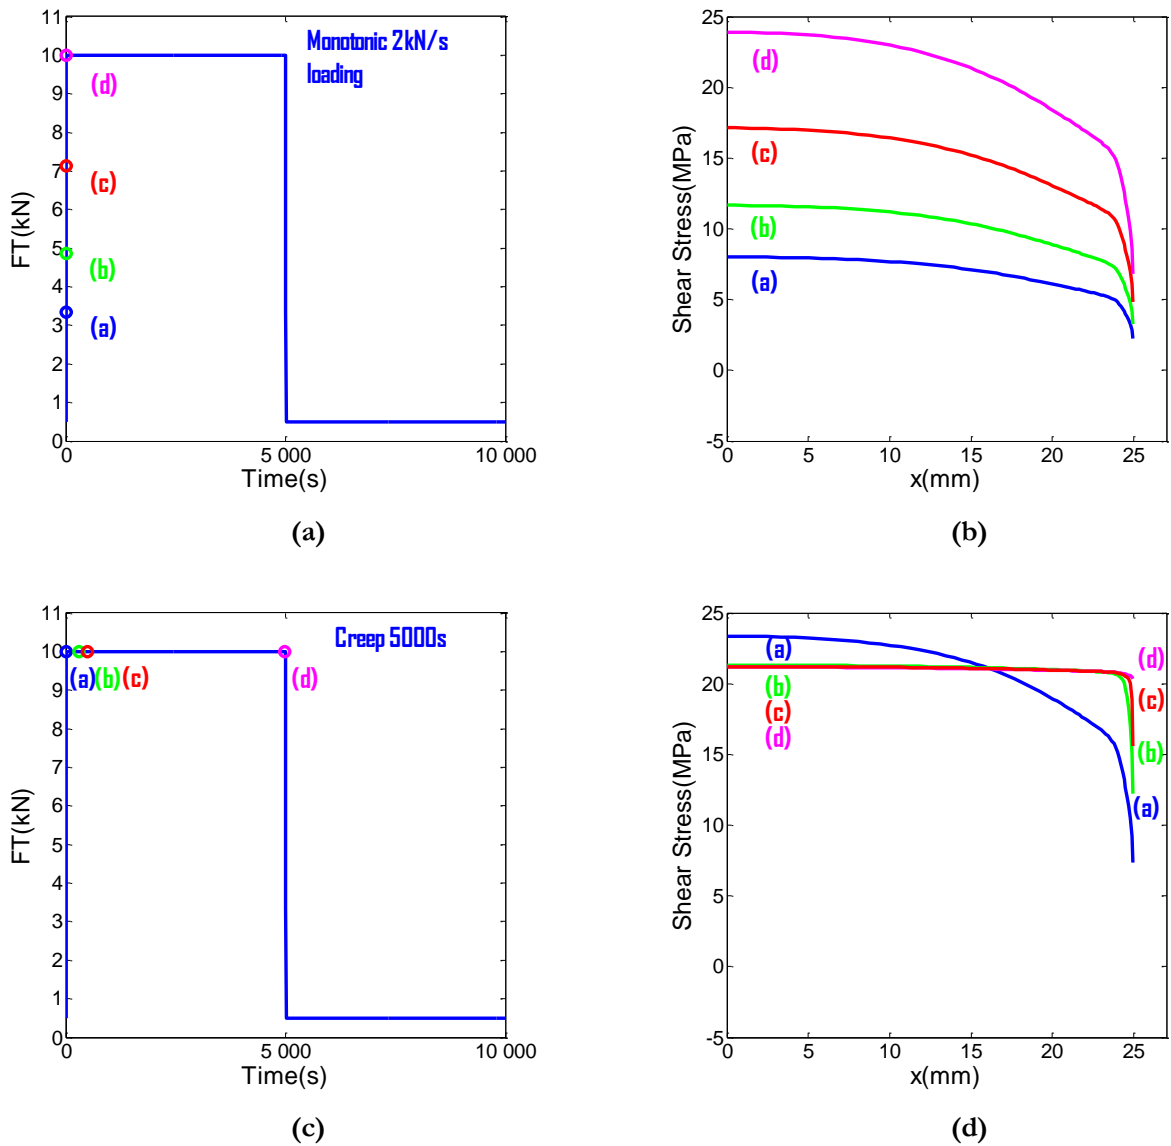 11
10
9
8
7
6
5
4
3
2
1
0
FT(kN)
Monotonic 2kN/s
loading
(d)
(c)
(b)
(a)
0
5 000
10 000
Time(s)
(a)
25
20
15
10
5
0
-5
Shear Stress(MPa)
(d)
(c)
(b)
(a)
0
5
10
15
20
25
x(mm)
(b)
11
10
9
8
7
6
5
4
3
2
1
0
FT(kN)
Creep 5000s
(a)
(b)
(c)
(d)
0
5 000
10 000
Time(s)
(c)
25
20
15
10
5
0
-5
Shear Stress(MPa)
(a)
(b)
(c)
(d)
(d)
(c)
(b)
(a)
0
5
10
15
20
25
x(mm)
(d)